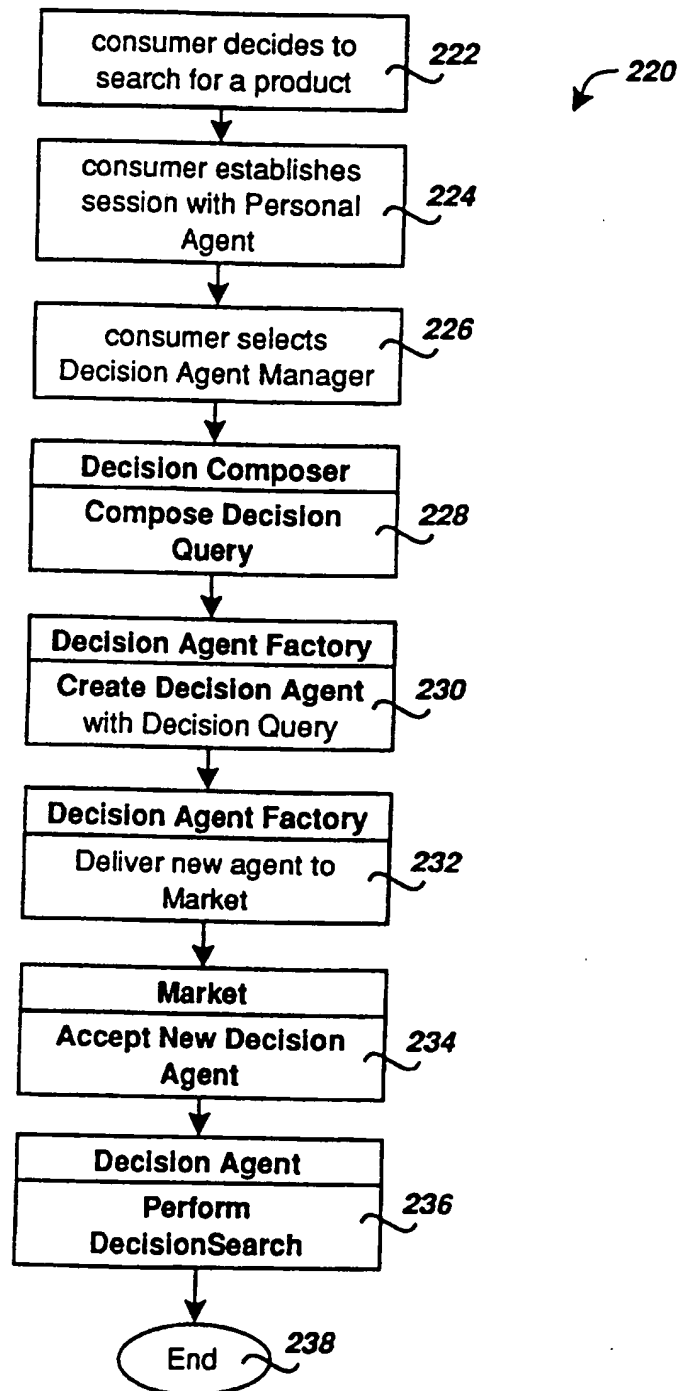 consumer decides to
search for a product
222
220
consumer establishes
session with Personal
Agent
224
consumer selects
Decision Agent Manager
226
Decision Composer
Compose Decision
Query
228
Decision Agent Factory
Create Decision Agent
with Decision Query
230
Decision Agent Factory
Deliver new agent to
Market
232
Market
Accept New Decision
Agent
234
Decision Agent
Perform
DecisionSearch
236
End
238